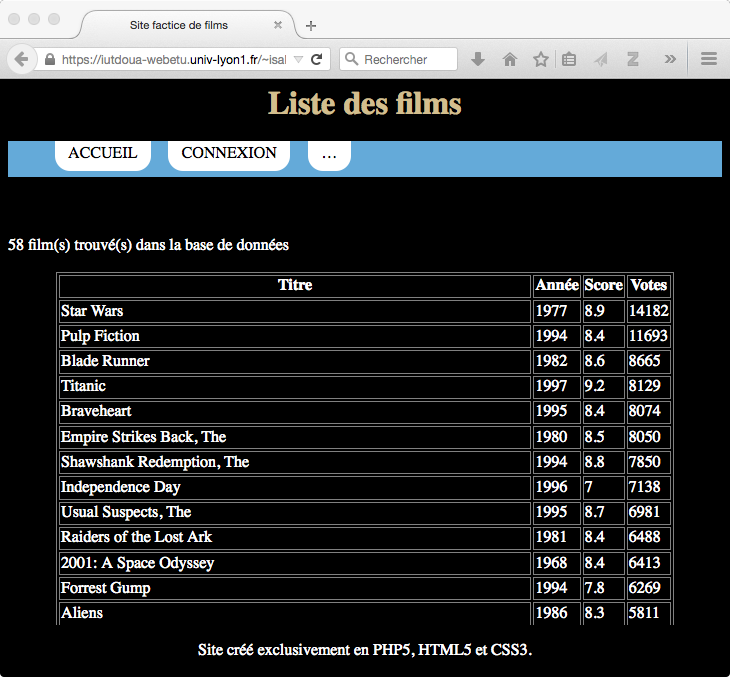 Site factice de films
https://iutdoua-webetu.univ-lyon1.fr/~isal
Rechercher
Liste des films
ACCUEIL CONNEXION ...
58 film(s) trouvé(s) dans la base de données
Titre Année Score Votes
Star Wars 1977 8.9 14182
Pulp Fiction 1994 8.4 11693
Blade Runner 1982 8.6 8665
Titanic 1997 9.2 8129
Braveheart 1995 8.4 8074
Empire Strikes Back, The 1980 8.5 8050
Shawshank Redemption, The 1994 8.8 7850
Independence Day 1996 7 7138
Usual Suspects, The 1995 8.7 6981
Raiders of the Lost Ark 1981 8.4 6488
2001: A Space Odyssey 1968 8.4 6413
Forrest Gump 1994 7.8 6269
Aliens 1986 8.3 5811
Site créé exclusivement en PHP5, HTML5 et CSS3.